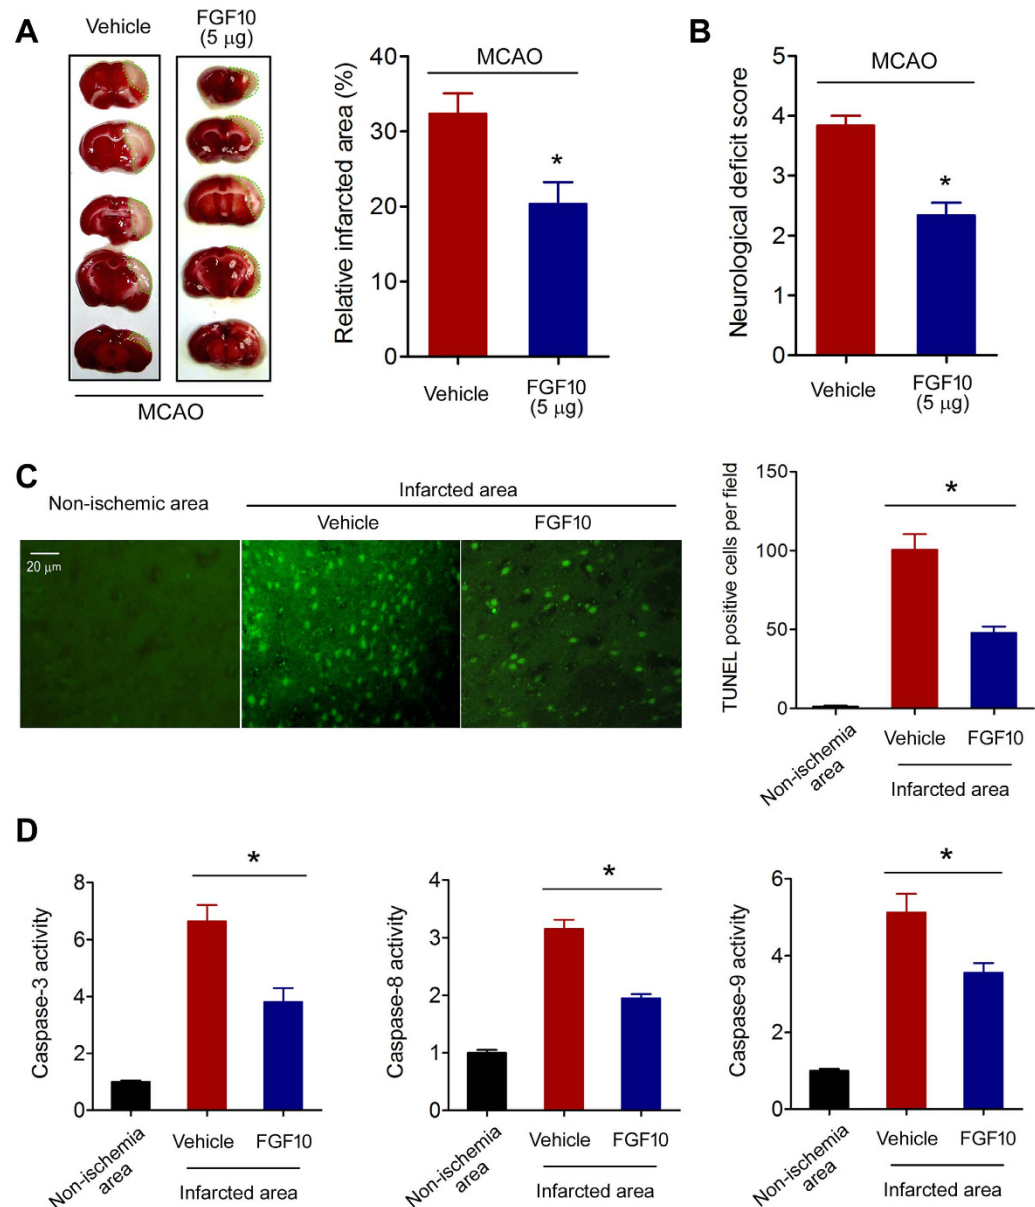 A
Vehicle
FGF10
(5 μg)
MCAO
Relative infarcted area (%)
40
30
20
10
0
MCAO
*
Vehicle
FGF10
(5 μg)
B
Neurological deficit score
5
4
3
2
1
0
MCAO
*
Vehicle
FGF10
(5 μg)
C
Non-ischemic area
Infarcted area
Vehicle
FGF10
20 μm
TUNEL positive cells per field
150
100
50
0
*
Non-ischemia
area
Vehicle
FGF10
Infarcted area
D
Caspase-3 activity
8
6
4
2
0
*
Non-ischemia
area
Vehicle
FGF10
Infarcted area
Caspase-8 activity
4
3
2
1
0
*
Non-ischemia
area
Vehicle
FGF10
Infarcted area
Caspase-9 activity
6
4
2
0
*
Non-ischemia
area
Vehicle
FGF10
Infarcted area